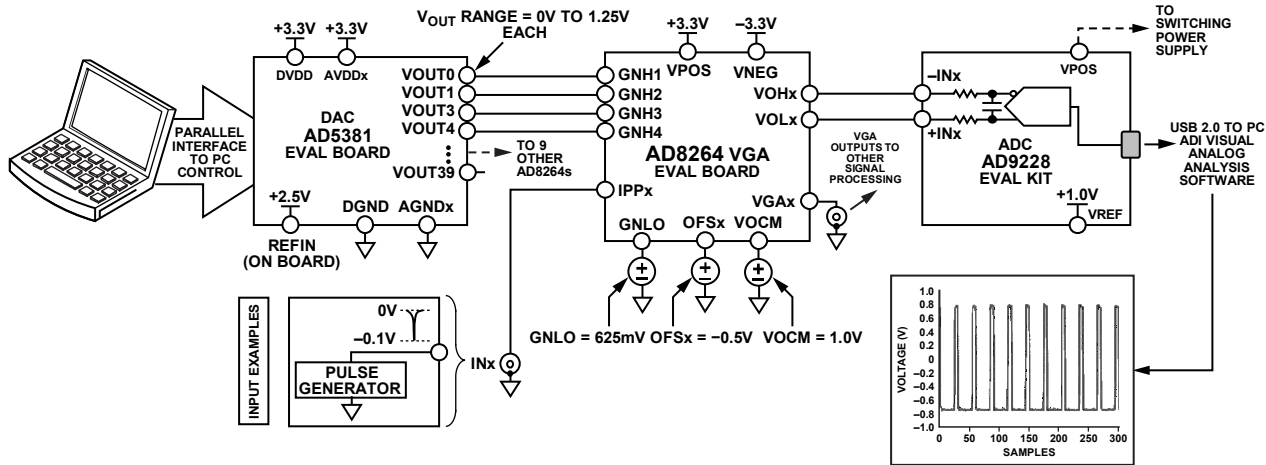 V_OUT RANGE = 0V TO 1.25V
EACH
+3.3V
+3.3V
DVDD
AVDDx
VOUT0
VOUT1
VOUT3
VOUT4
VOUT39
DAC
AD5381
EVAL BOARD
PARALLEL
INTERFACE
TO PC
CONTROL
+2.5V
DGND
AGNDx
REFIN
(ON BOARD)
TO 9
OTHER
AD8264s
+3.3V
–3.3V
VPOS
VNEG
GNH1
GNH2
GNH3
GNH4
IPPx
VOHx
VOLx
AD8264 VGA
EVAL BOARD
VGAx
GNLO
OFSx
VOCM
VGA
OUTPUTS TO
OTHER
SIGNAL
PROCESSING
GNLO = 625mV OFSx = –0.5V VOCM = 1.0V
TO
SWITCHING
POWER
SUPPLY
VPOS
–INx
+INx
ADC
AD9228
EVAL KIT
+1.0V
VREF
USB 2.0 TO PC
ADI VISUAL
ANALOG
ANALYSIS
SOFTWARE
INPUT EXAMPLES
0V
–0.1V
PULSE
GENERATOR
INx
VOLTAGE (V)
1.0
0.8
0.6
0.4
0.2
0
–0.2
–0.4
–0.6
–0.8
–1.0
0
50
100
150
200
250
300
SAMPLES